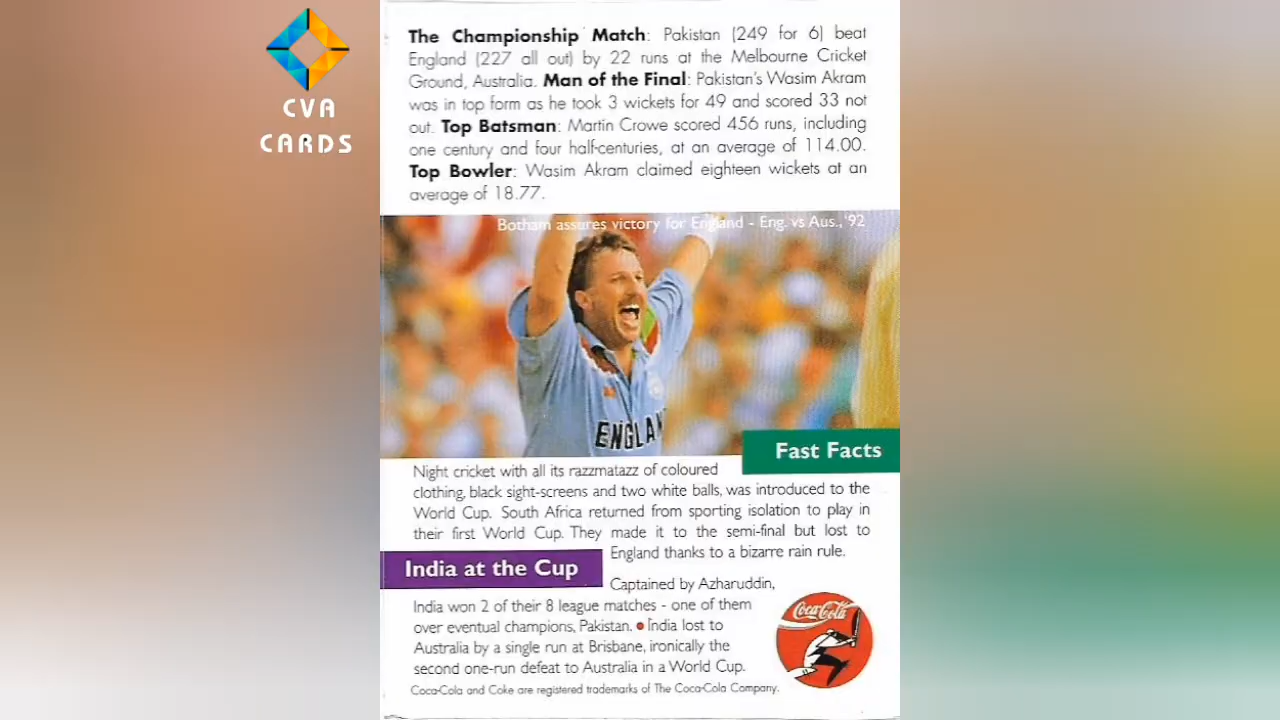 CVA
CARDS
The Championship Match: Pakistan (249 for 6) beat
England (227 all out) by 22 runs at the Melbourne Cricket
Ground, Australia. Man of the Final: Pakistan's Wasim Akram
was in top form as he took 3 wickets for 49 and scored 33 not
out. Top Batsman: Martin Crowe scored 456 runs, including
one century and four half-centuries, at an average of 114.00.
Top Bowler: Wasim Akram claimed eighteen wickets at an
average of 18.77.
Botham assures victory for England - Eng. vs Aus., '92
ENGLAN
Fast Facts
Night cricket with all its razzmatazz of coloured
clothing, black sight-screens and two white balls, was introduced to the
World Cup. South Africa returned from sporting isolation to play in
their first World Cup. They made it to the semi-final but lost to
England thanks to a bizarre rain rule.
India at the Cup
Captained by Azharuddin,
India won 2 of their 8 league matches - one of them
over eventual champions, Pakistan. • India lost to
Australia by a single run at Brisbane, ironically the
second one-run defeat to Australia in a World Cup.
Coca-Cola
Coca-Cola and Coke are registered trademarks of The Coca-Cola Company.